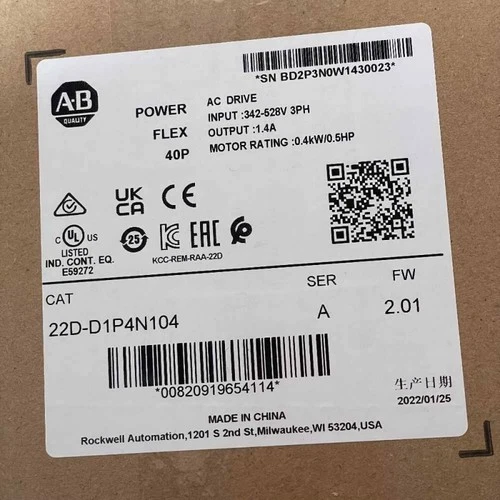 *SN BD2P3N0W1430023*
A-B
QUALITY
POWER
FLEX
40P
AC DRIVE
INPUT :342-528V 3PH
OUTPUT :1.4A
MOTOR RATING :0.4kW/0.5HP
UK
CA
CE
C UL US
LISTED
IND. CONT. EQ.
E59272
25
EAC
KCC-REM-RAA-22D
CAT
SER
FW
22D-D1P4N104
A
2.01
*00820919654114*
生产日期
2022/01/25
MADE IN CHINA
Rockwell Automation,1201 S 2nd St,Milwaukee,WI 53204,USA